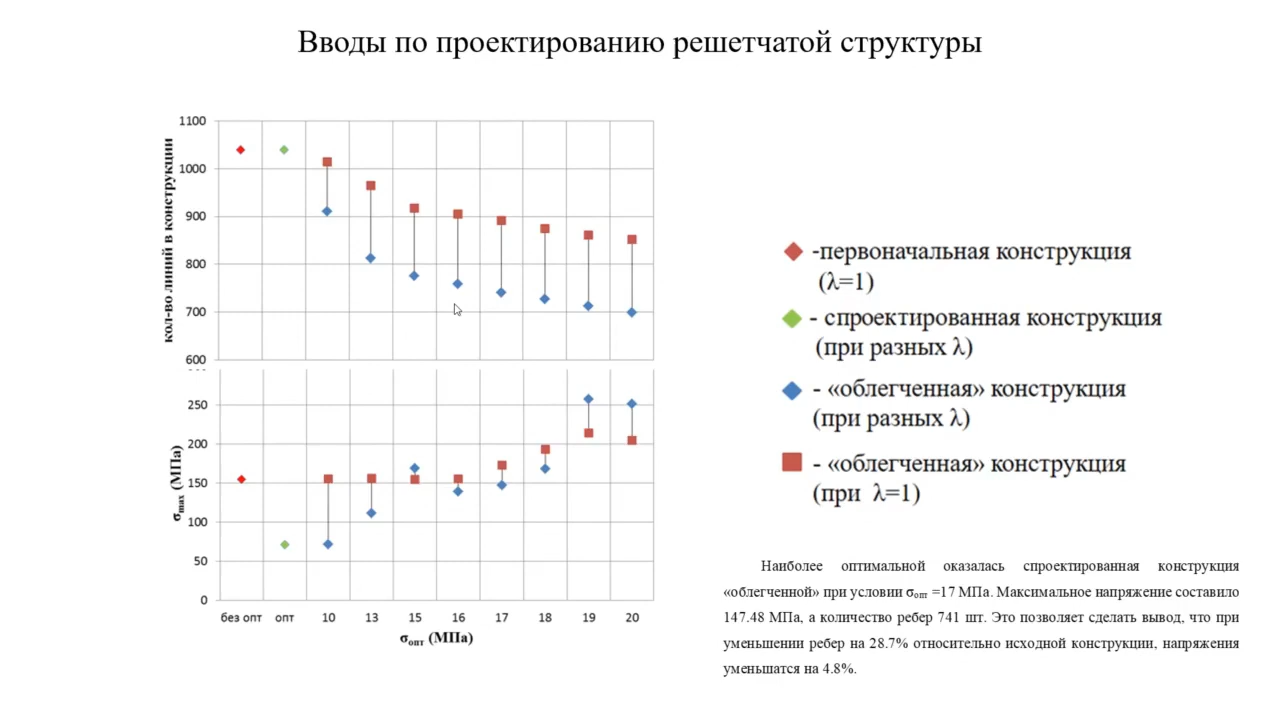 Вводы по проектированию решетчатой структуры
кол-во линий в конструкции
1100
1000
900
800
700
600
σmax (МПа)
250
200
150
100
50
0
без опт опт 10 13 15 16 17 18 19 20
σопт (МПа)
-первоначальная конструкция
(λ=1)
- спроектированная конструкция
(при разных λ)
- «облегченная» конструкция
(при разных λ)
- «облегченная» конструкция
(при λ=1)
Наиболее оптимальной оказалась спроектированная конструкция
«облегченной» при условии σопт =17 МПа. Максимальное напряжение составило
147.48 МПа, а количество ребер 741 шт. Это позволяет сделать вывод, что при
уменьшении ребер на 28.7% относительно исходной конструкции, напряжения
уменьшатся на 4.8%.